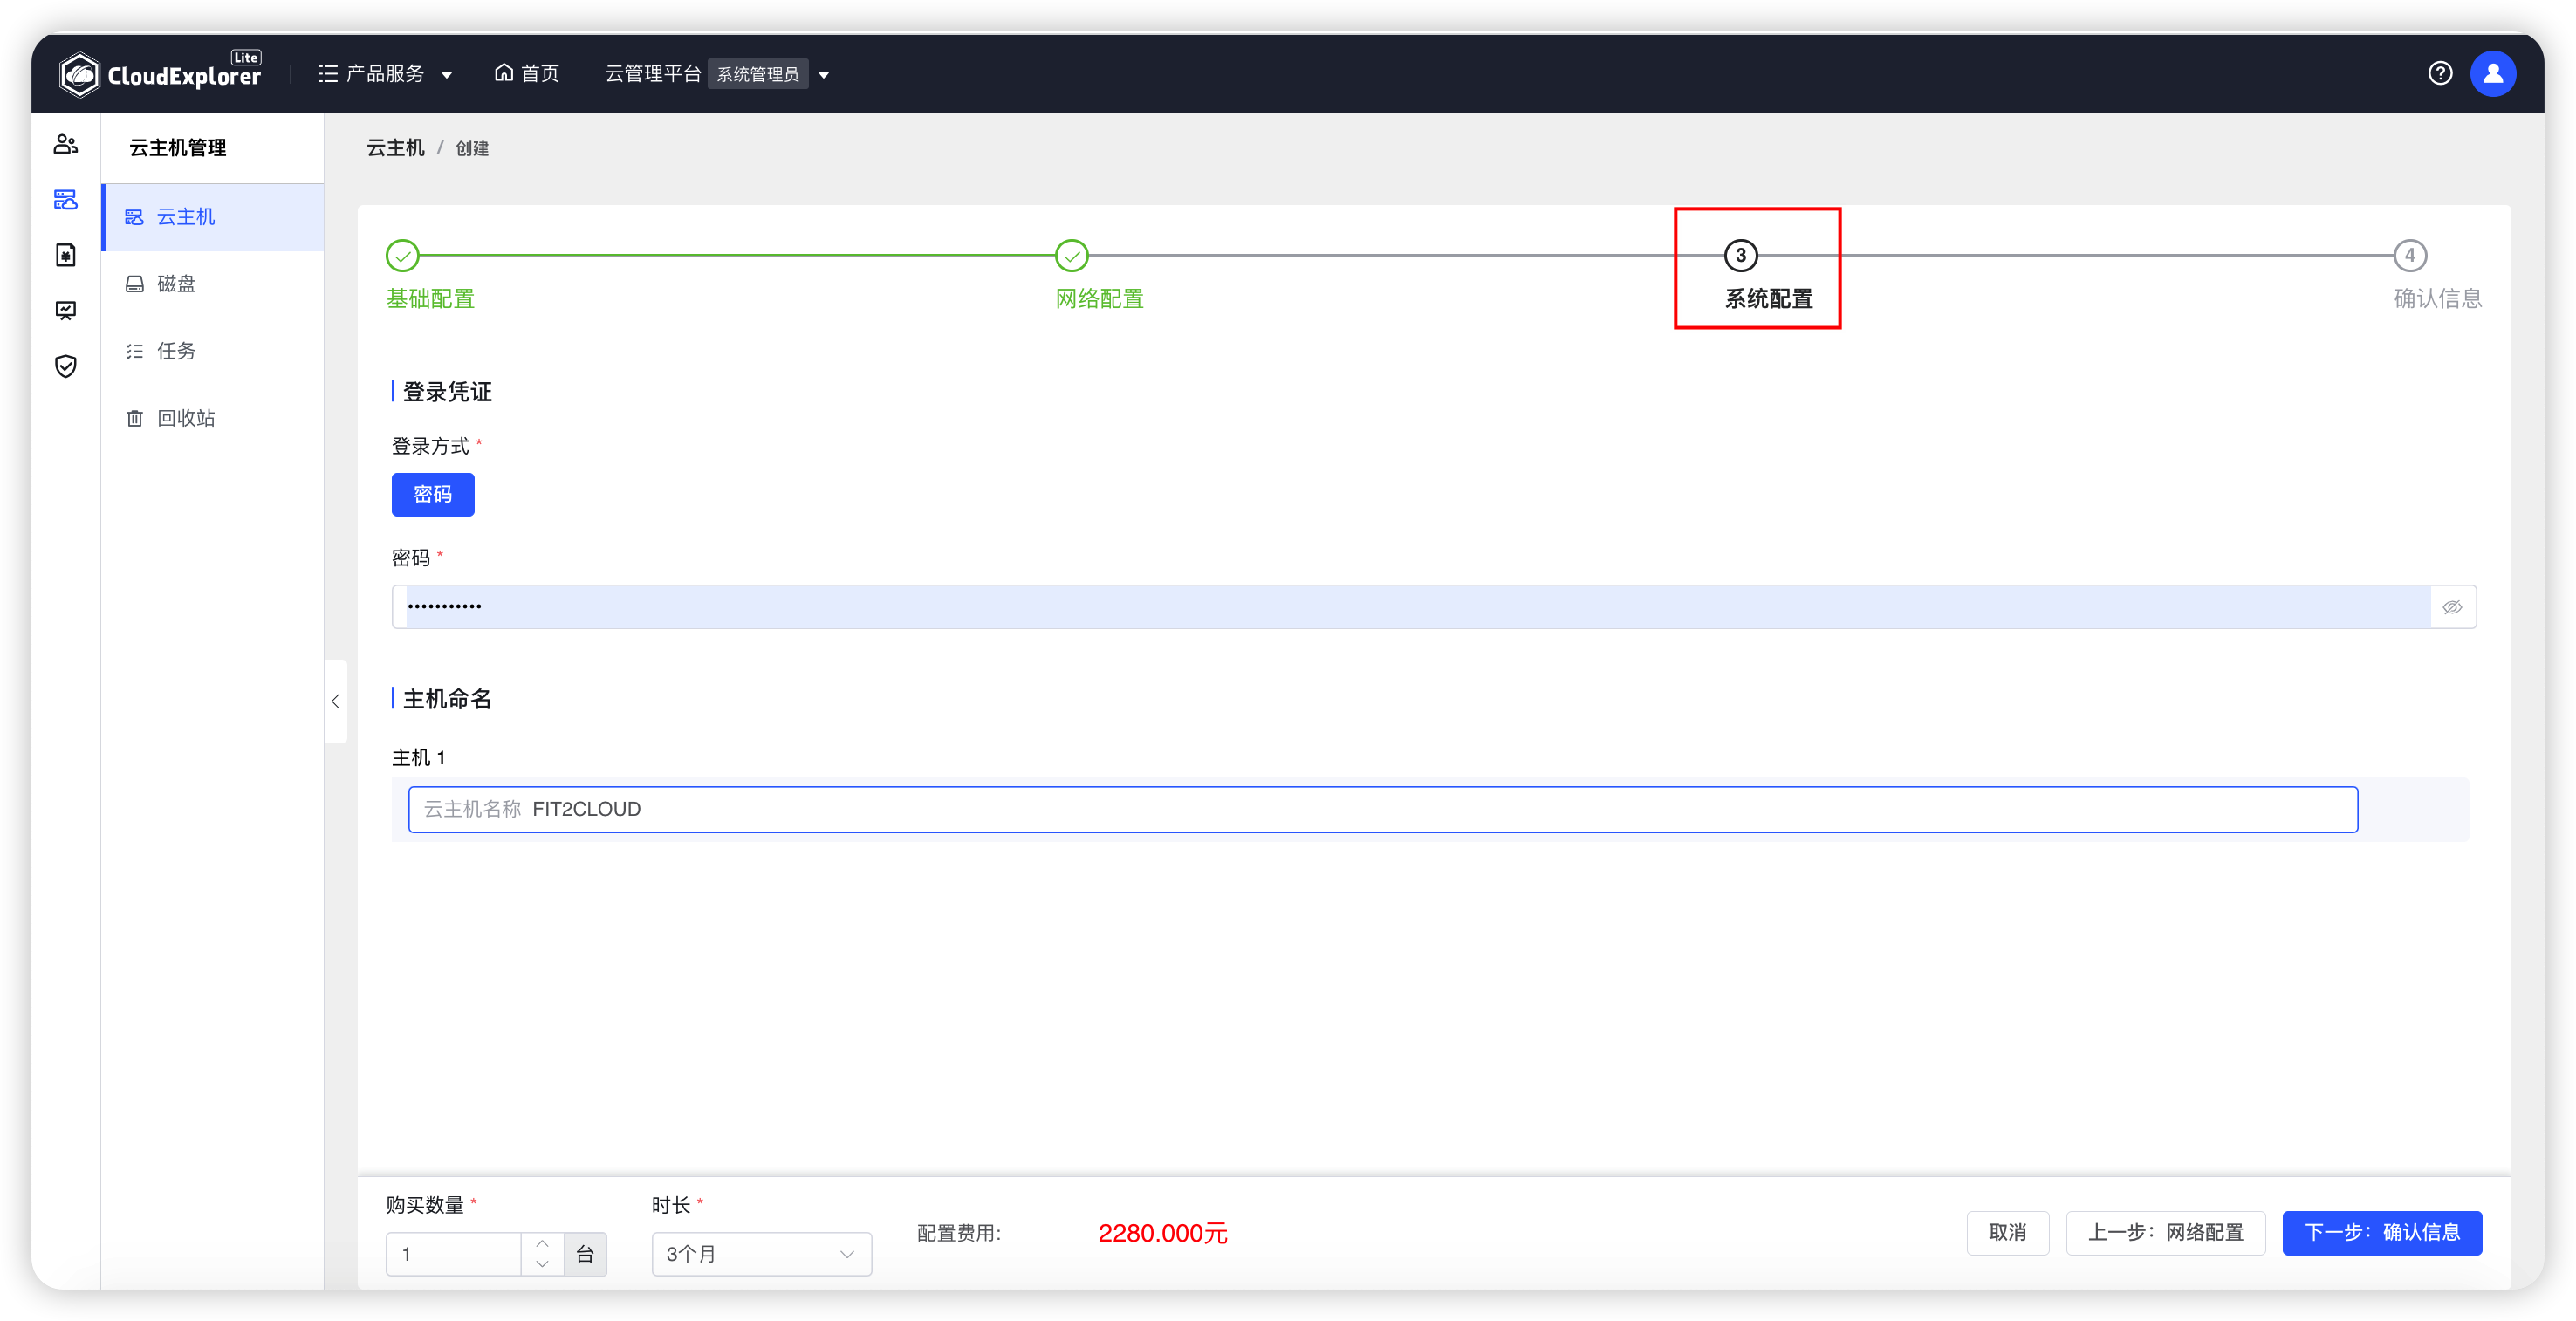 CloudExplorer Lite
产品服务 首页 云管理平台 系统管理员
云主机管理
云主机
磁盘
任务
回收站
云主机 / 创建
3 4
基础配置 网络配置 系统配置 确认信息
登录凭证
登录方式 *
密码
密码 *
•••••••••••
主机命名
主机 1
云主机名称 FIT2CLOUD
购买数量 * 时长 *
1 台 3个月
配置费用: 2280.000元
取消 上一步：网络配置 下一步：确认信息